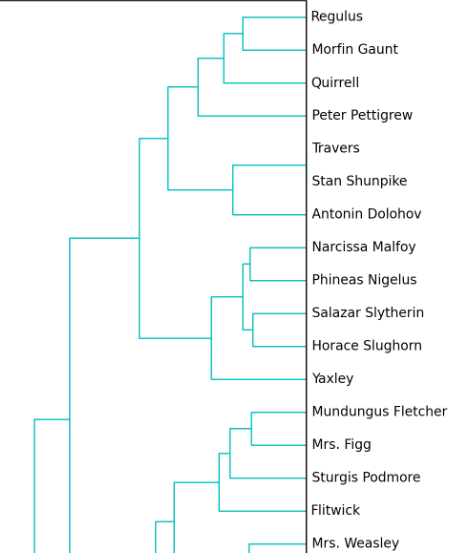 Regulus
Morfin Gaunt
Quirrell
Peter Pettigrew
Travers
Stan Shunpike
Antonin Dolohov
Narcissa Malfoy
Phineas Nigelus
Salazar Slytherin
Horace Slughorn
Yaxley
Mundungus Fletcher
Mrs. Figg
Sturgis Podmore
Flitwick
Mrs. Weasley